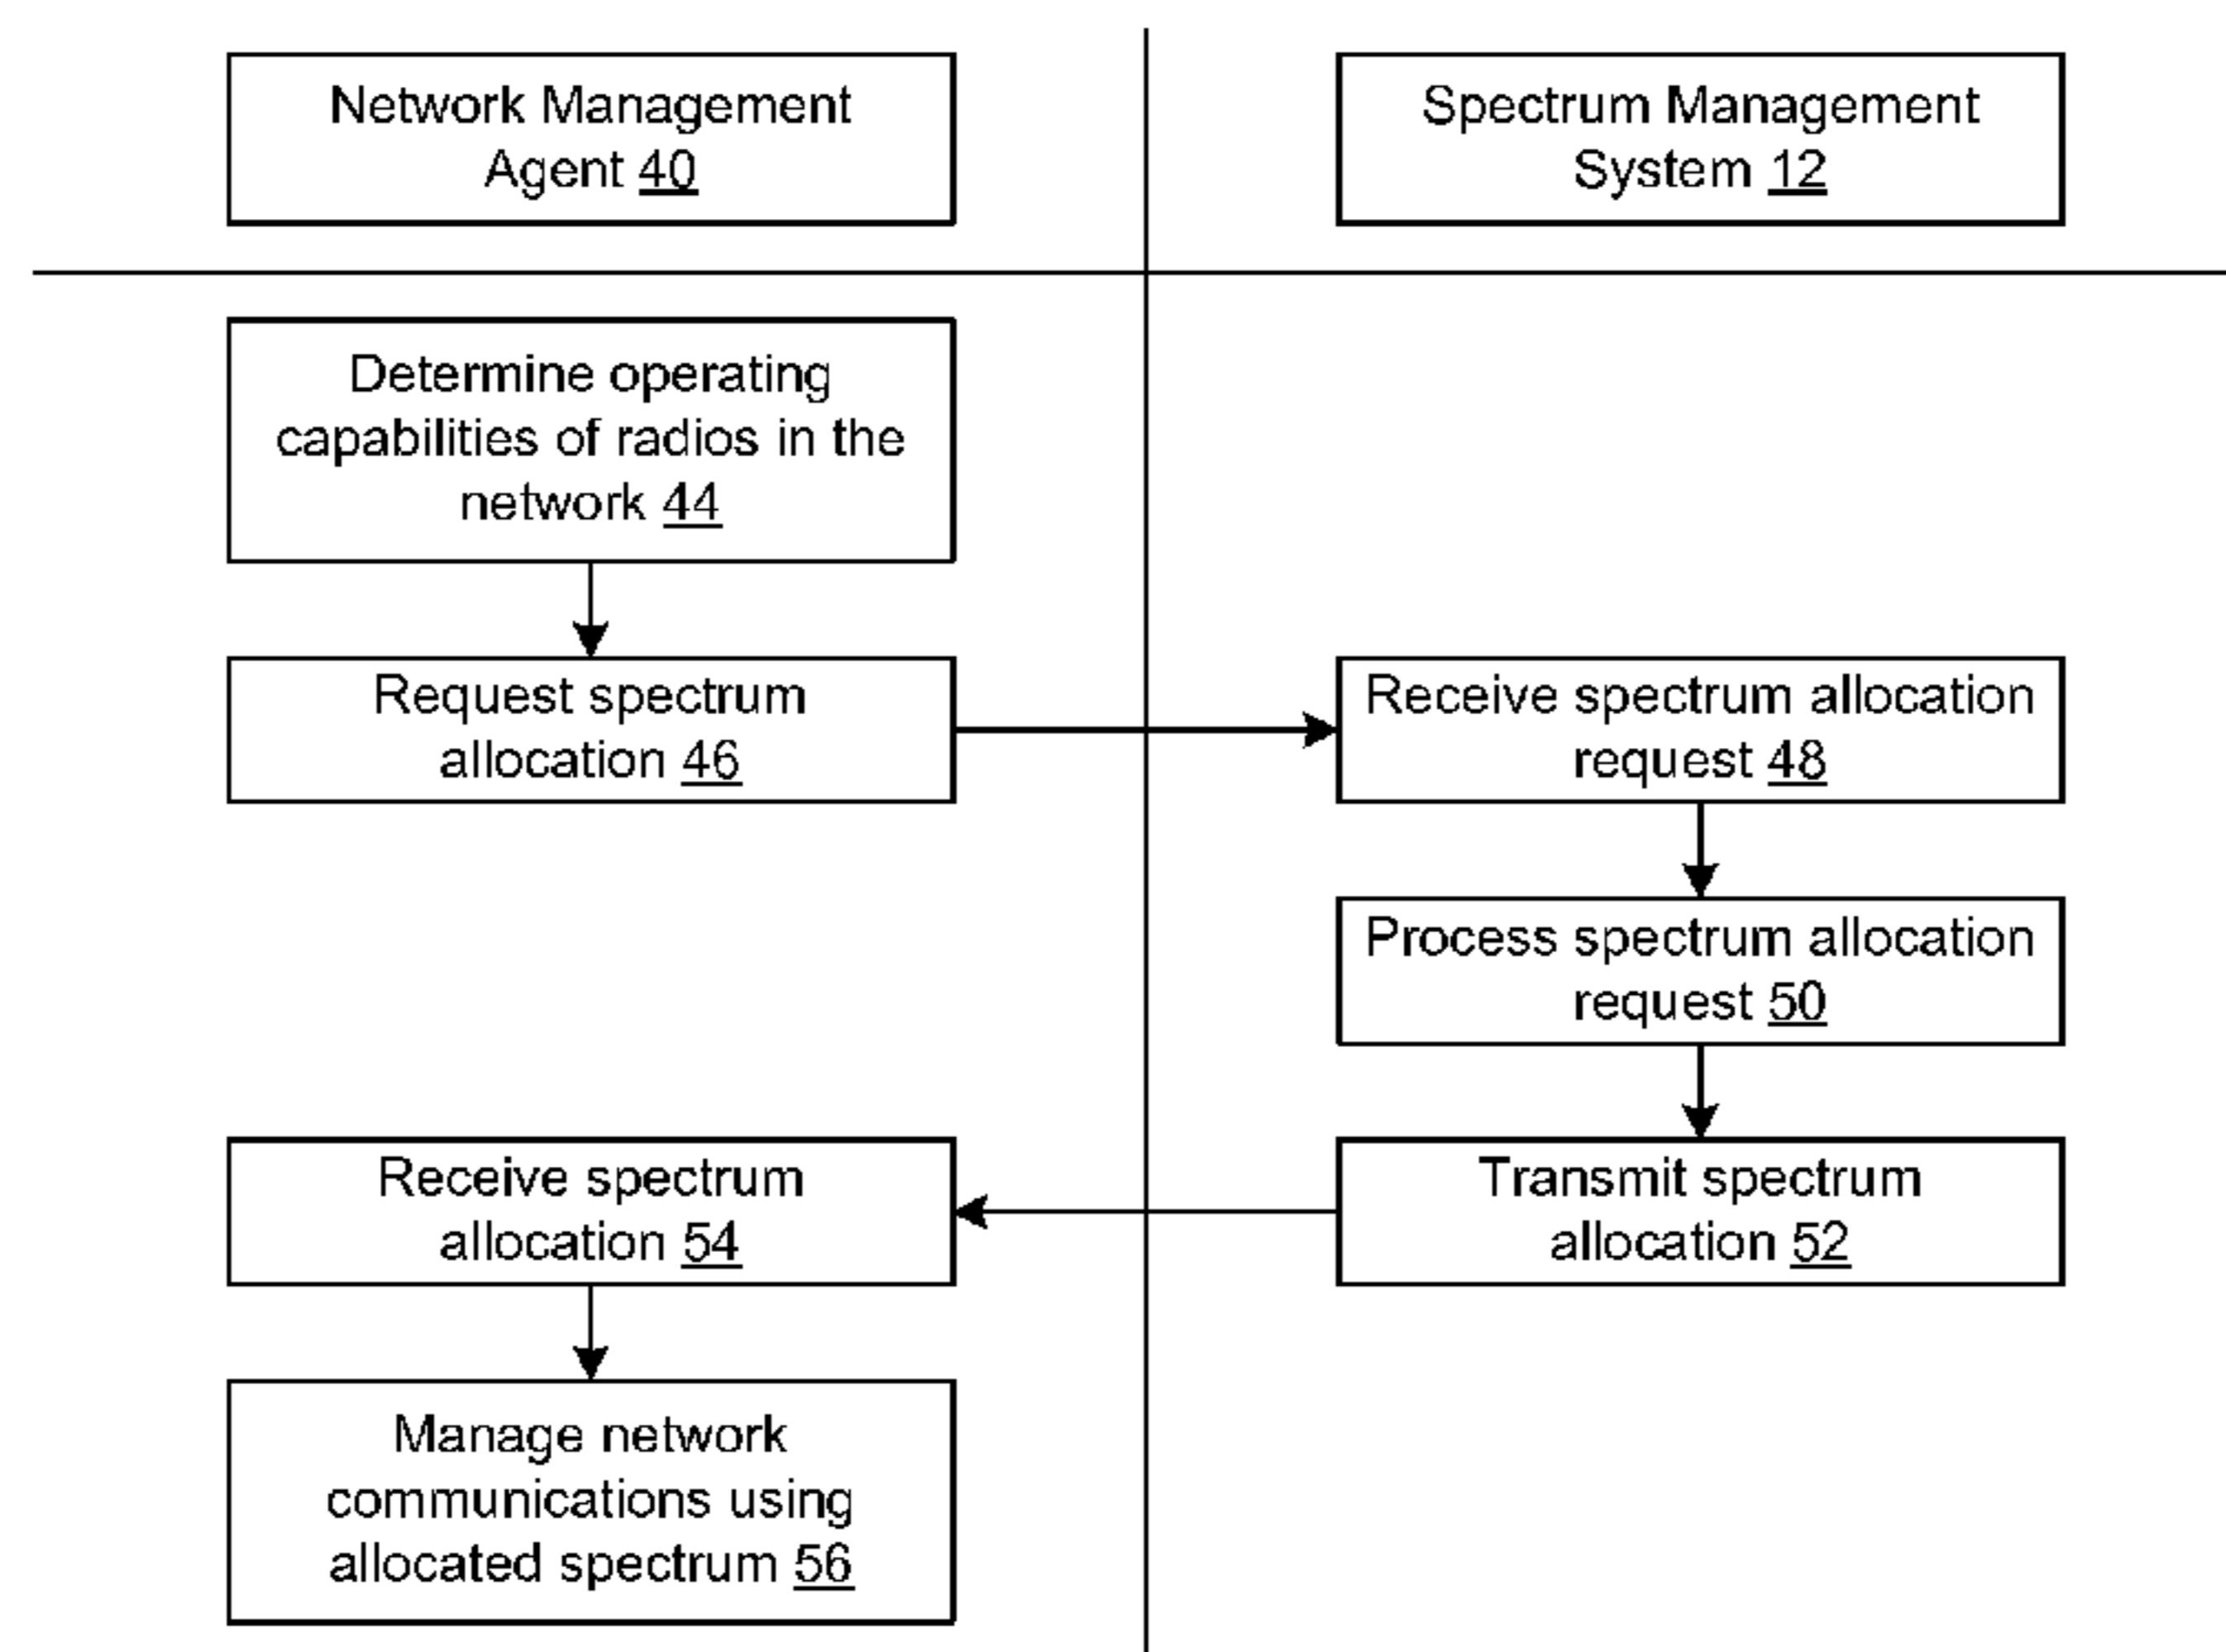 Network Management
Agent 40
Spectrum Management
System 12
Determine operating
capabilities of radios in the
network 44
Request spectrum
allocation 46
Receive spectrum allocation
request 48
Process spectrum allocation
request 50
Transmit spectrum
allocation 52
Receive spectrum
allocation 54
Manage network
communications using
allocated spectrum 56